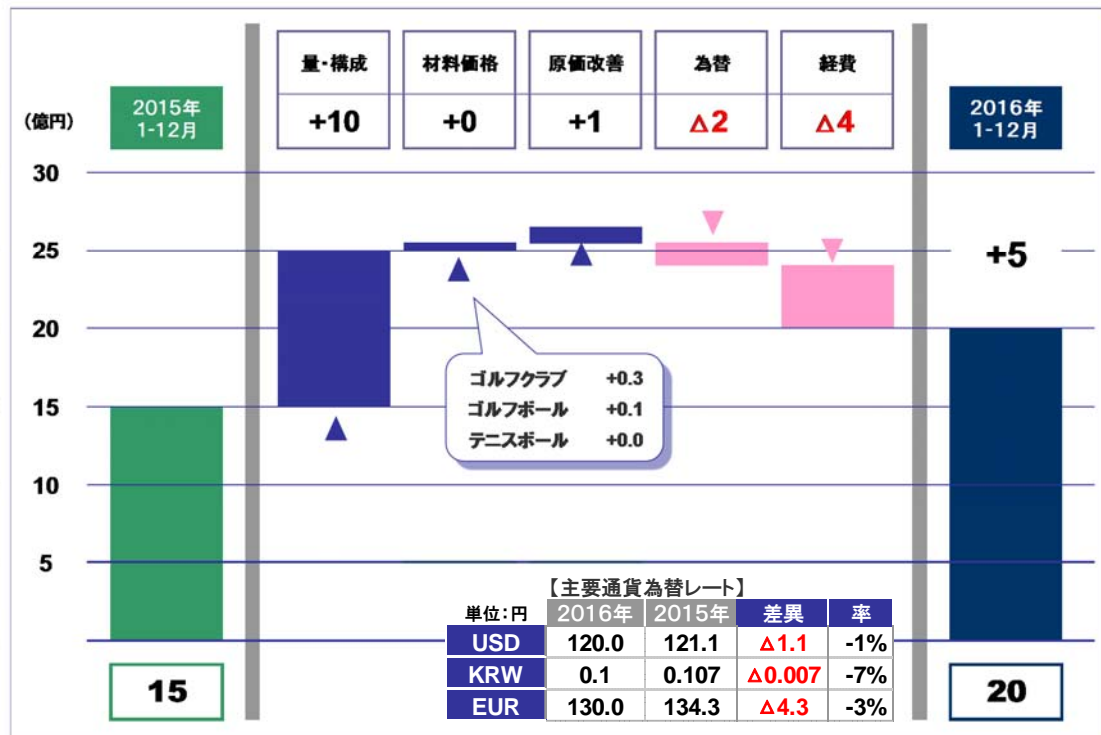 量・構成 材料価格 原価改善 為替 経費
(億円) 2015年 1-12月 +10 +0 +1 Δ2 Δ4 2016年 1-12月
30
25
+5
20
ゴルフクラブ +0.3
ゴルフボール +0.1
テニスボール +0.0
15
10
5
【主要通貨為替レート】
単位:円 2016年 2015年 差異 率
USD 120.0 121.1 Δ1.1 -1%
KRW 0.1 0.107 Δ0.007 -7%
EUR 130.0 134.3 Δ4.3 -3%
15 20